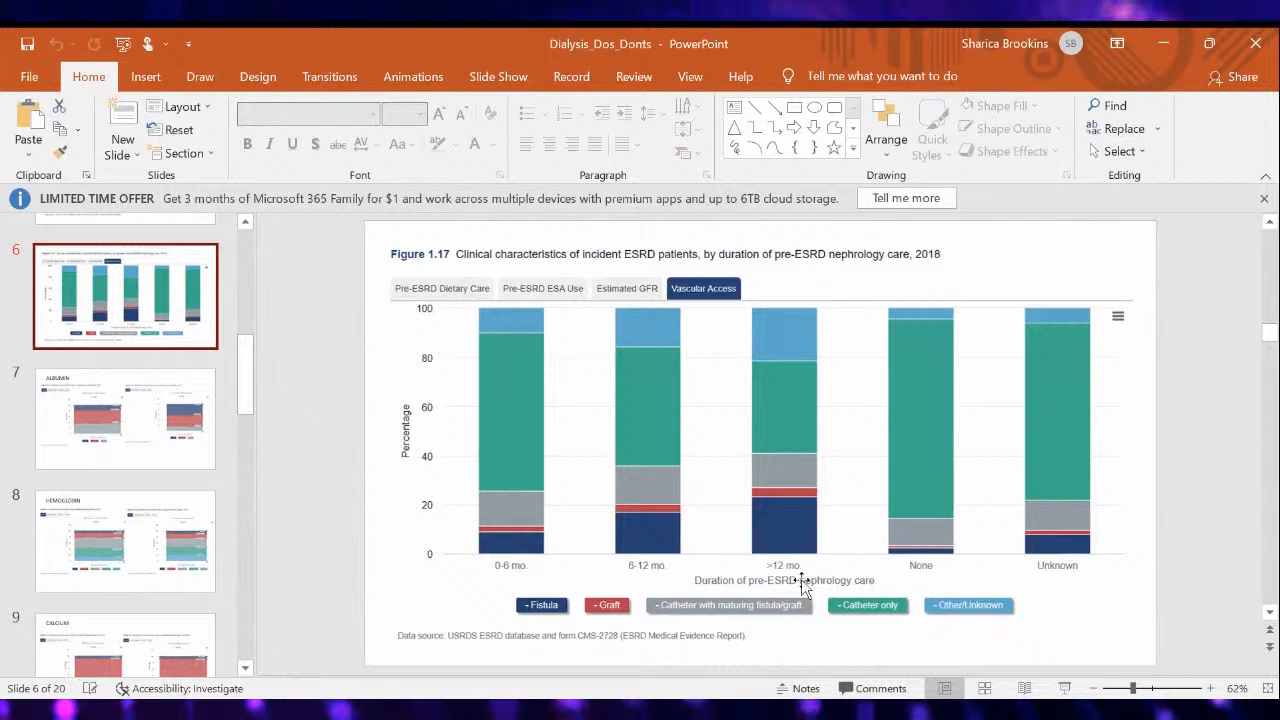 Dialysis_Dos_Donts - PowerPoint
Sharica Brookins SB
File Home Insert Draw Design Transitions Animations Slide Show Record Review View Help Tell me what you want to do Share
Paste
New Slide
Layout
Reset
Section
B I U S abc AV Aa A
Arrange
Quick Styles
Shape Fill
Shape Outline
Shape Effects
Find
Replace
Select
Clipboard Slides Font Paragraph Drawing Editing
LIMITED TIME OFFER Get 3 months of Microsoft 365 Family for $1 and work across multiple devices with premium apps and up to 6TB cloud storage. Tell me more
6
7
ALBUMIN
8
HEMOGLOBIN
9
CALCIUM
Figure 1.17 Clinical characteristics of incident ESRD patients, by duration of pre-ESRD nephrology care, 2018
Pre-ESRD Dietary Care Pre-ESRD ESA Use Estimated GFR Vascular Access
100
80
60
40
20
0
Percentage
0-6 mo. 6-12 mo. >12 mo. None Unknown
Duration of pre-ESRD nephrology care
- Fistula - Graft - Catheter with maturing fistula/graft - Catheter only - Other/Unknown
Data source: USRDS ESRD database and form CMS-2728 (ESRD Medical Evidence Report).
Slide 6 of 20 Accessibility: Investigate Notes Comments 62%